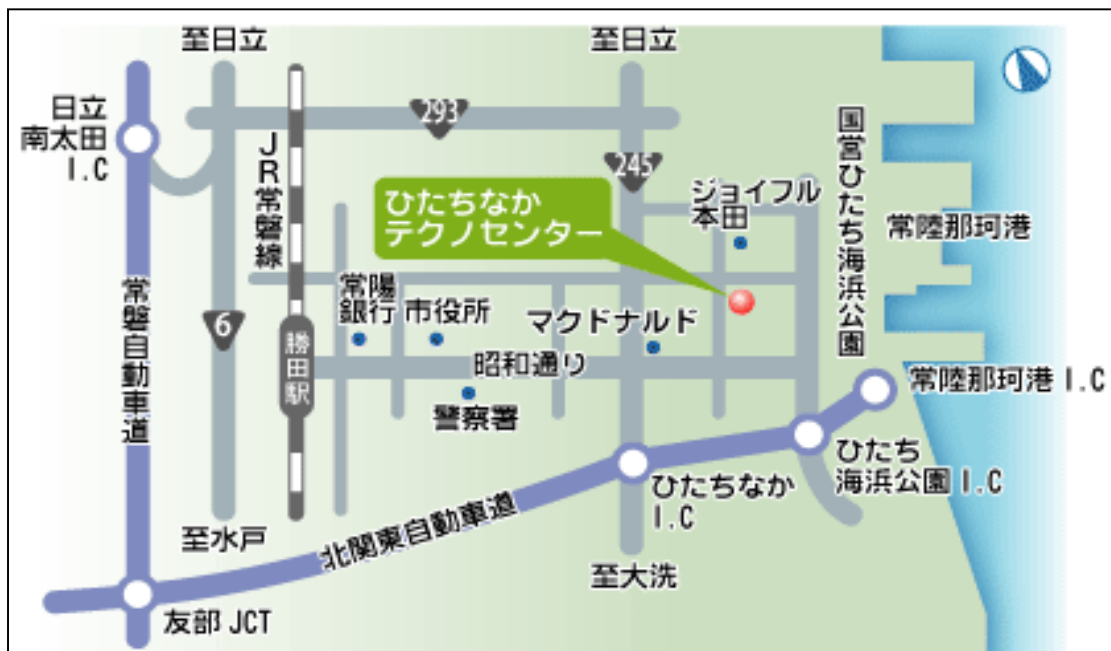 至日立
至日立
日立
南太田
I.C
293
JR常磐線
245
国営ひたち海浜公園
ひたちなか
テクノセンター
ジョイフル
本田
常陸那珂港
常磐自動車道
6
常陽
銀行
市役所
マクドナルド
勝田駅
昭和通り
常陸那珂港 I.C
警察署
ひたち
海浜公園 I.C
ひたちなか
I.C
北関東自動車道
至水戸
至大洗
友部 JCT